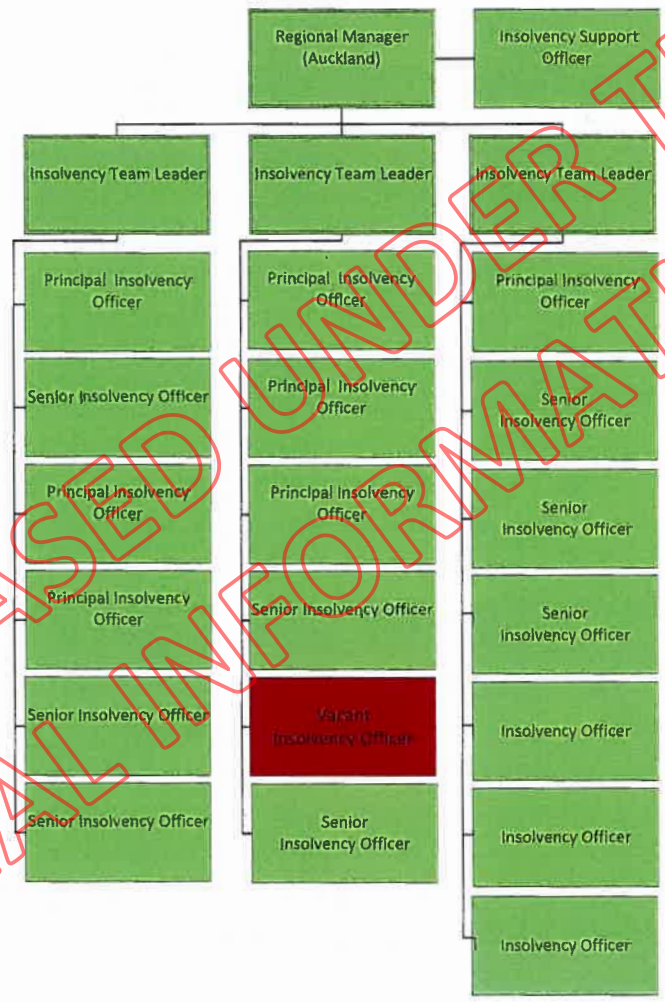 Regional Manager
(Auckland)
Insolvency Support
Officer
Insolvency Team Leader
Principal Insolvency
Officer
Senior Insolvency Officer
Principal Insolvency
Officer
Principal Insolvency
Officer
Senior Insolvency Officer
Senior Insolvency Officer
Insolvency Team Leader
Principal Insolvency
Officer
Principal Insolvency
Officer
Principal Insolvency
Officer
Senior Insolvency Officer
Vacant
Insolvency Officer
Senior
Insolvency Officer
Insolvency Team Leader
Principal Insolvency
Officer
Senior
Insolvency Officer
Senior
Insolvency Officer
Senior
Insolvency Officer
Insolvency Officer
Insolvency Officer
Insolvency Officer
ASED UNDER T
AL INFORMATI